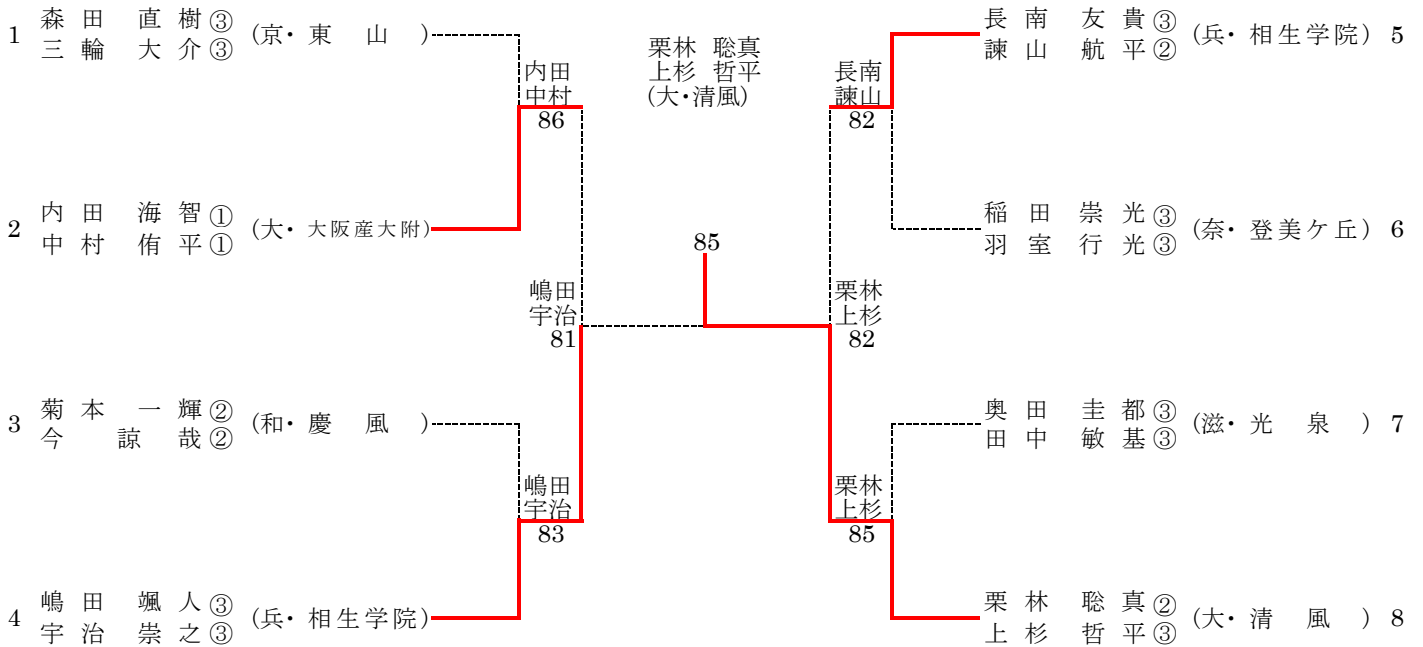 1 森田 直樹③ (京・東山)
三輪 大介③
2 内田 海智① (大・大阪産大附)
中村 侑平①
3 菊本 一輝② (和・慶風)
今 諒哉②
4 嶋田 颯人③ (兵・相生学院)
宇治 崇之③
内田
中村
86
嶋田
宇治
81
嶋田
宇治
83
栗林 聡真
上杉 哲平
(大・清風)
85
長南
諫山
82
栗林
上杉
82
栗林
上杉
85
長南 友貴③ (兵・相生学院) 5
諫山 航平②
稲田 崇光③ (奈・登美ケ丘) 6
羽室 行光③
奥田 圭都③ (滋・光泉) 7
田中 敏基③
栗林 聡真② (大・清風) 8
上杉 哲平③